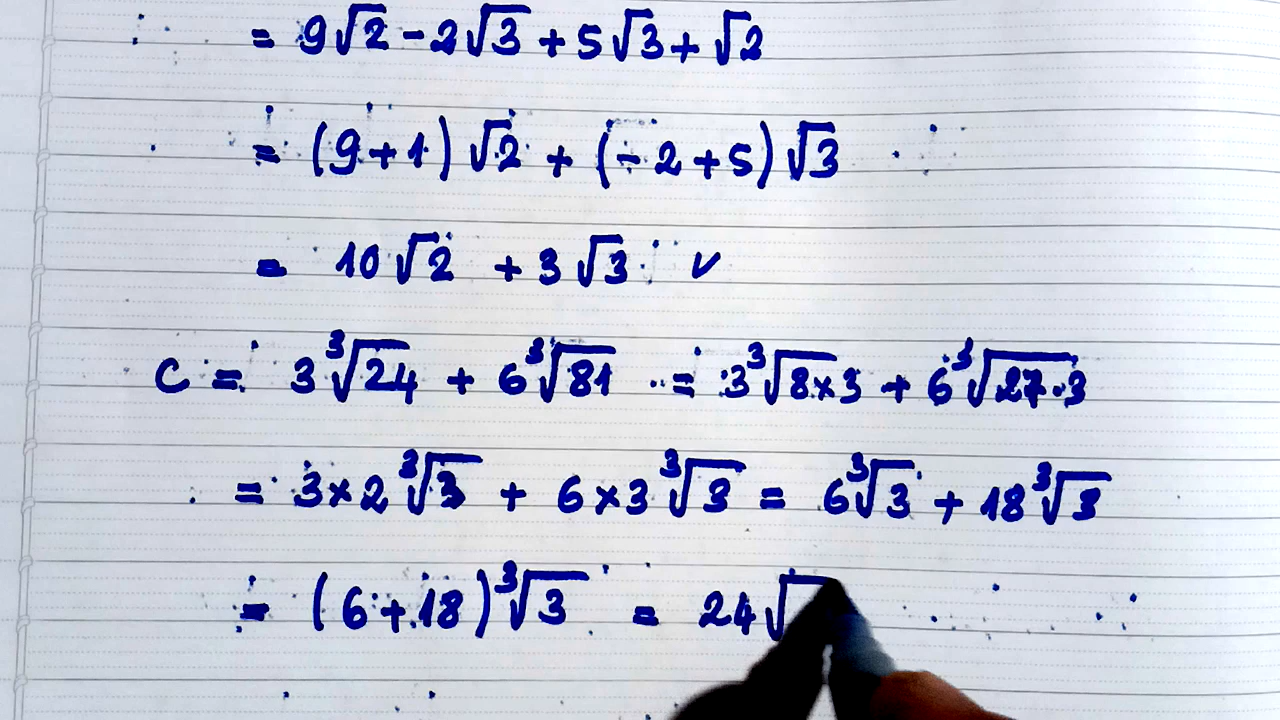 = 9√2 - 2√3 + 5√3 + √2
= (9 + 1) √2 + (- 2 + 5) √3
= 10 √2 + 3 √3 ✓
C = 3 ∛24 + 6 ∛81 = 3 ∛8×3 + 6 ∛27·3
= 3×2 ∛3 + 6×3 ∛3 = 6 ∛3 + 18 ∛3
= (6 + 18) ∛3 = 24 √